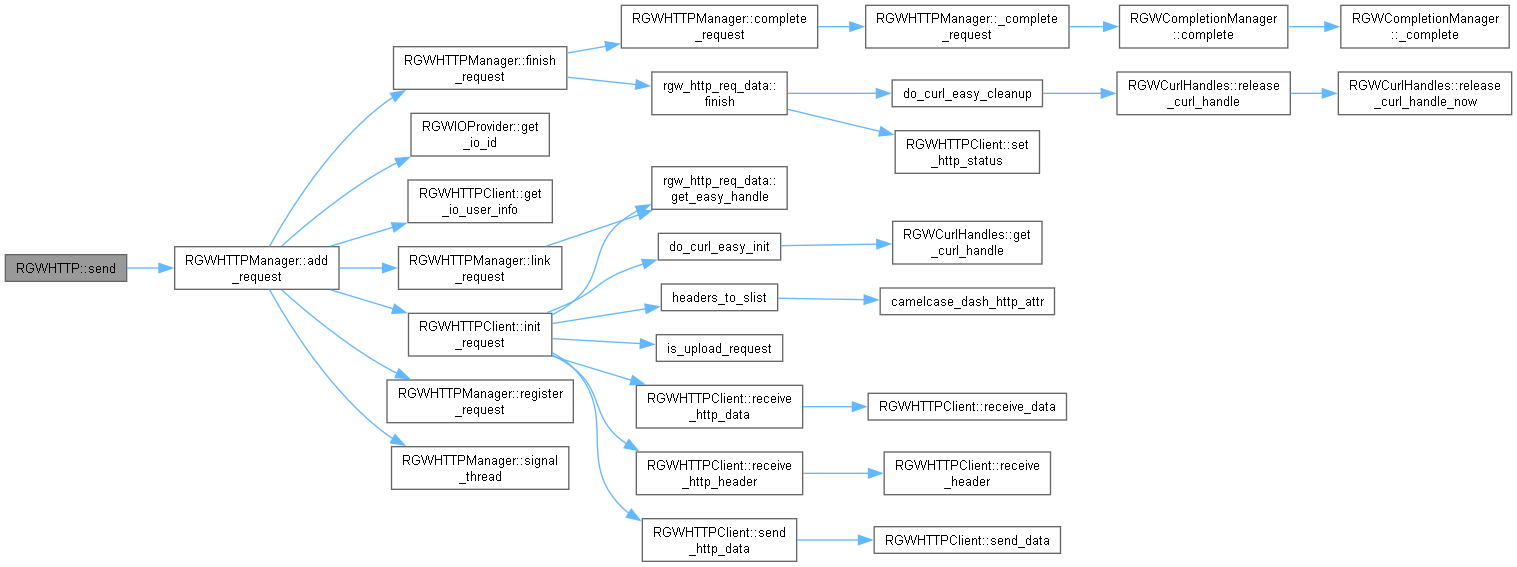 RGWHTTP::send
RGWHTTPManager::add
_request
RGWHTTPManager::finish
_request
RGWIOProvider::get
_io_id
RGWHTTPClient::get
_io_user_info
RGWHTTPManager::link
_request
RGWHTTPClient::init
_request
RGWHTTPManager::register
_request
RGWHTTPManager::signal
_thread
RGWHTTPManager::complete
_request
rgw_http_req_data::
finish
rgw_http_req_data::
get_easy_handle
do_curl_easy_init
headers_to_slist
is_upload_request
RGWHTTPClient::receive
_http_data
RGWHTTPClient::receive
_http_header
RGWHTTPClient::send
_http_data
RGWHTTPManager::_complete
_request
do_curl_easy_cleanup
RGWHTTPClient::set
_http_status
RGWCurlHandles::get
_curl_handle
camelcase_dash_http_attr
RGWHTTPClient::receive_data
RGWHTTPClient::receive
_header
RGWHTTPClient::send_data
RGWCompletionManager
::complete
RGWCurlHandles::release
_curl_handle
RGWCompletionManager
::_complete
RGWCurlHandles::release
_curl_handle_now